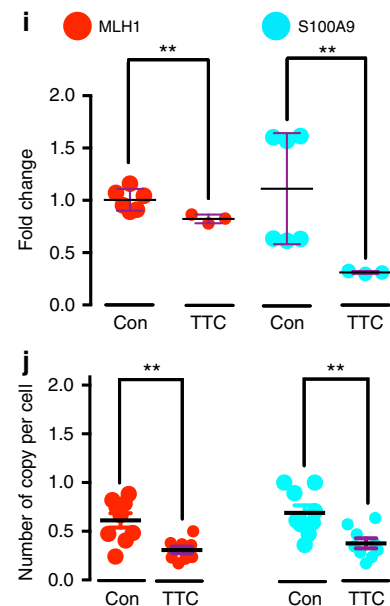 i
MLH1
S100A9
**
**
Fold change
2.0
1.5
1.0
0.5
0.0
Con
TTC
Con
TTC
j
**
**
Number of copy per cell
2.0
1.5
1.0
0.5
0.0
Con
TTC
Con
TTC